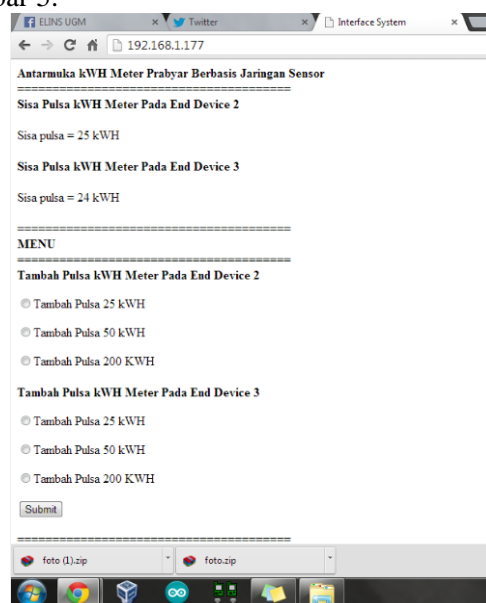 ELINS UGM
Twitter
Interface System
192.168.1.177
Antarmuka kWH Meter Prabyar Berbasis Jaringan Sensor
=======================================
Sisa Pulsa kWH Meter Pada End Device 2
Sisa pulsa = 25 kWH
Sisa Pulsa kWH Meter Pada End Device 3
Sisa pulsa = 24 kWH
=======================================
MENU
=======================================
Tambah Pulsa kWH Meter Pada End Device 2
Tambah Pulsa 25 kWH
Tambah Pulsa 50 kWH
Tambah Pulsa 200 KWH
Tambah Pulsa kWH Meter Pada End Device 3
Tambah Pulsa 25 kWH
Tambah Pulsa 50 kWH
Tambah Pulsa 200 KWH
Submit
=======================================
foto (1).zip
foto.zip